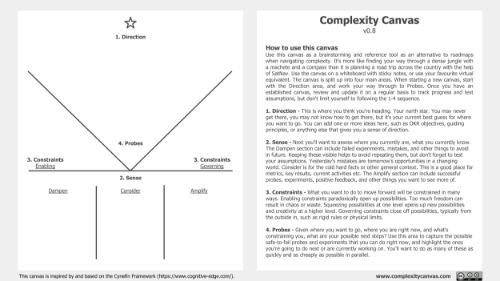 1. Direction
4. Probes
3. Constraints
Enabling
3. Constraints
Governing
2. Sense
Dampen
Consider
Amplify
This canvas is inspired by and based on the Cynefin Framework (https://www.cognitive-edge.com/).
Complexity Canvas
v0.8
How to use this canvas
Use this canvas as a brainstorming and reference tool as an alternative to roadmaps
when navigating complexity. It's more like finding your way through a dense jungle with
a machete and a compass than it is planning a road trip across the country with the help
of SatNav. Use the canvas on a whiteboard with sticky notes, or use your favourite virtual
equivalent. The canvas is split up into four main areas. When starting a new canvas, start
with the Direction area, and work your way through to Probes. Once you have an
established canvas, review and update it on a regular basis to track progress and test
assumptions, but don't limit yourself to following the 1-4 sequence.
1. Direction - This is where you think you're heading. Your north star. You may never
get there, you may not know how to get there, but it's your current best guess for where
you want to go. You can add one or more ideas here, such as OKR objectives, guiding
principles, or anything else that gives you a sense of direction.
2. Sense - Next you'll want to assess where you currently are, what you currently know.
The Dampen section can include failed experiments, mistakes, and other things to avoid
in future. Keeping these visible helps to avoid repeating them, but don't forget to test
your assumptions. Yesterday's mistakes are tomorrow's opportunities in a changing
world. Consider is for the cold hard facts or other general context. This is a good place for
metrics, key results, current activities etc. The Amplify section can include successful
probes, experiments, positive feedback, and other things you want to see more of.
3. Constraints - What you want to do to move forward will be constrained in many
ways. Enabling constraints paradoxically open up possibilities. Too much freedom can
result in chaos or waste. Squeezing possibilities at one level opens up new possibilities
and creativity at a higher level. Governing constraints close off possibilities, typically from
the outside in, such as rigid rules or physical limits.
4. Probes - Given where you want to go, where you are right now, and what's
constraining you, what are your possible next steps? Use this area to capture the possible
safe-to-fail probes and experiments that you can do right now, and highlight the ones
you're going to do next or are currently working on. You'll want to do as many of these as
quickly and as cheaply as possible in parallel.
www.complexitycanvas.com